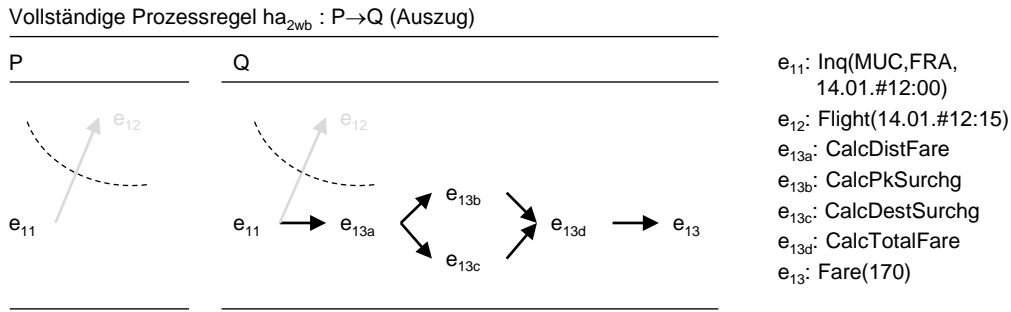 Vollständige Prozessregel ha2wb : P→Q (Auszug)
P
Q
e12
e11
e12
e11
e13a
e13b
e13c
e13d
e13
e11: Inq(MUC,FRA,
14.01.#12:00)
e12: Flight(14.01.#12:15)
e13a: CalcDistFare
e13b: CalcPkSurchg
e13c: CalcDestSurchg
e13d: CalcTotalFare
e13: Fare(170)